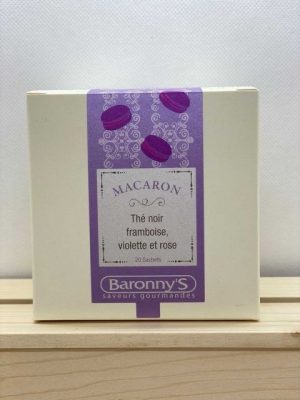 MACARON
Thé noir
framboise,
violette et rose
20 Sachets
Baronny'S
saveurs gourmandes